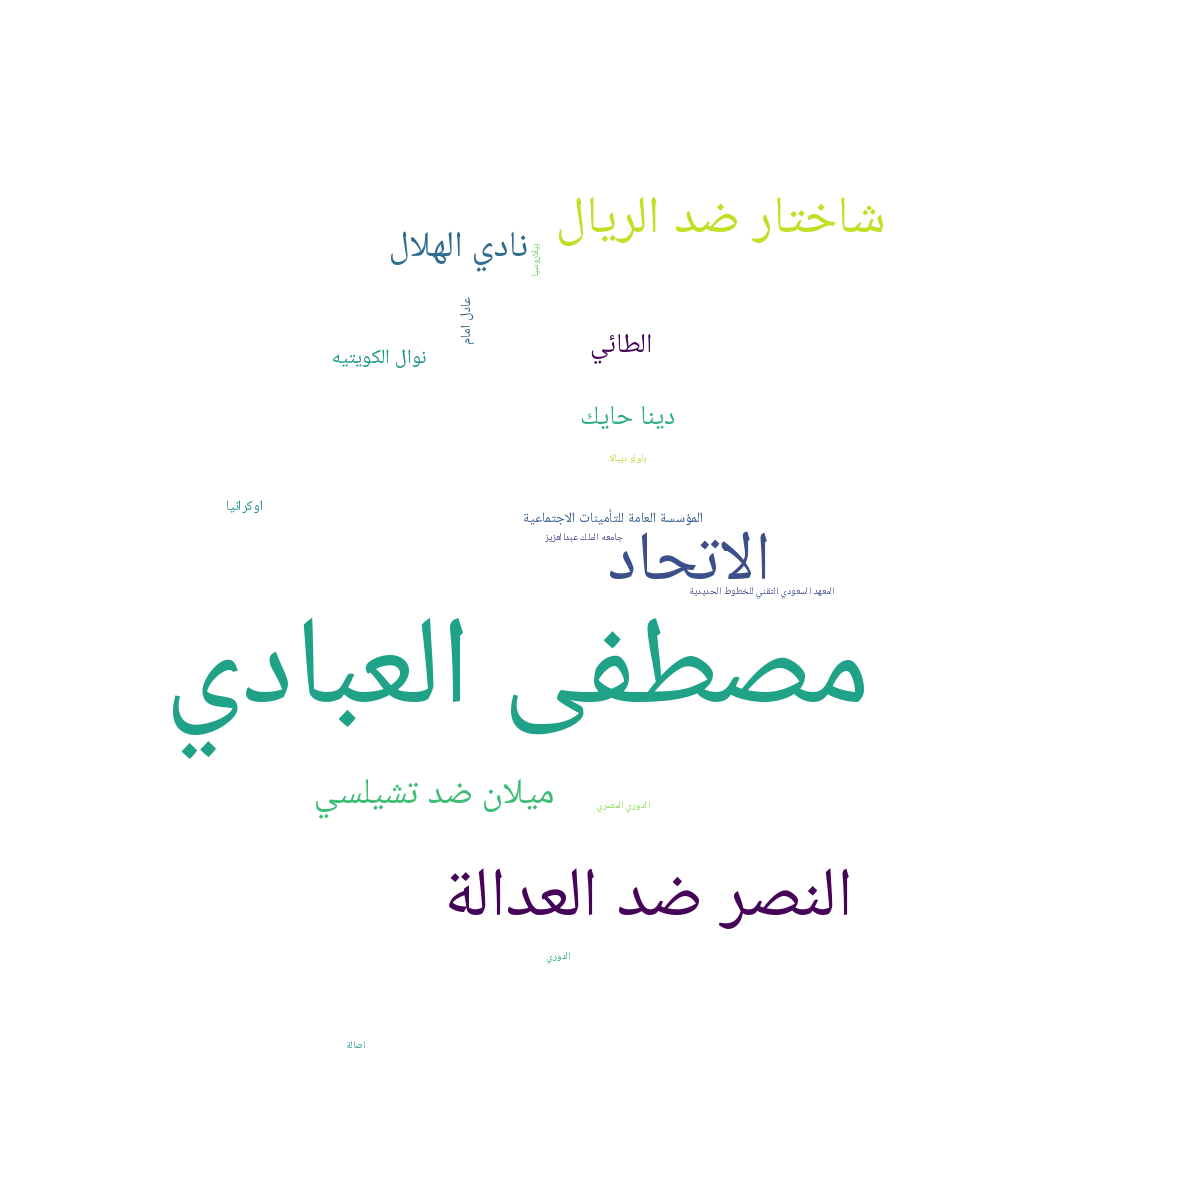 شاختار ضد الريال
نادي الهلال
بيلاروسيا
عادل امام
الطائي
نوال الكويتيه
دينا حايك
باولو ديبالا
اوكرانيا
المؤسسة العامة للتأمينات الاجتماعية
جامعه الملك عبدالعزيز
الاتحاد
المعهد السعودي التقني للخطوط الحديدية
مصطفى العبادي
ميلان ضد تشيلسي
الدوري المصري
النصر ضد العدالة
الدوري
اصالة